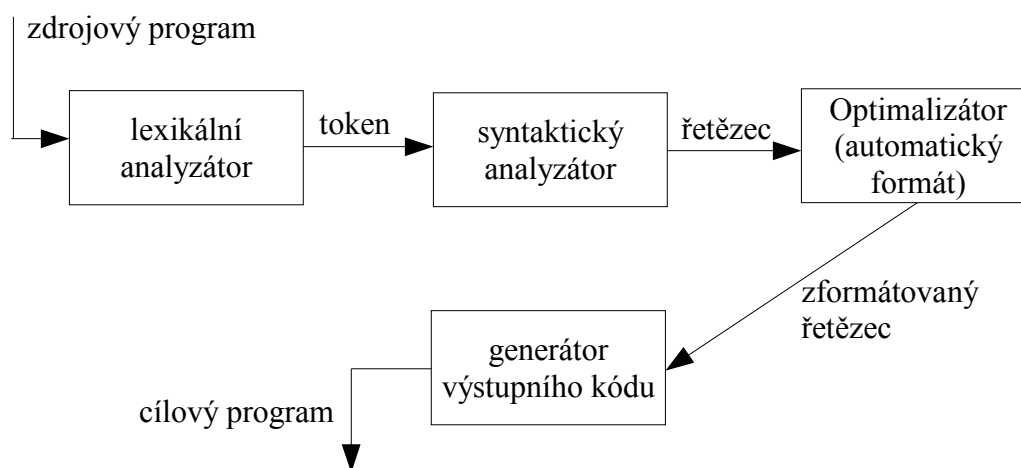 zdrojový program
lexikální
analyzátor
token
syntaktický
analyzátor
řetězec
Optimalizátor
(automatický
formát)
zformátovaný
řetězec
generátor
výstupního kódu
cílový program